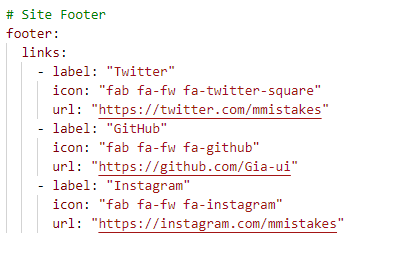 # Site Footer
footer:
  links:
    - label: "Twitter"
      icon: "fab fa-fw fa-twitter-square"
      url: "https://twitter.com/mmistakes"
    - label: "GitHub"
      icon: "fab fa-fw fa-github"
      url: "https://github.com/Gia-ui"
    - label: "Instagram"
      icon: "fab fa-fw fa-instagram"
      url: "https://instagram.com/mmistakes"